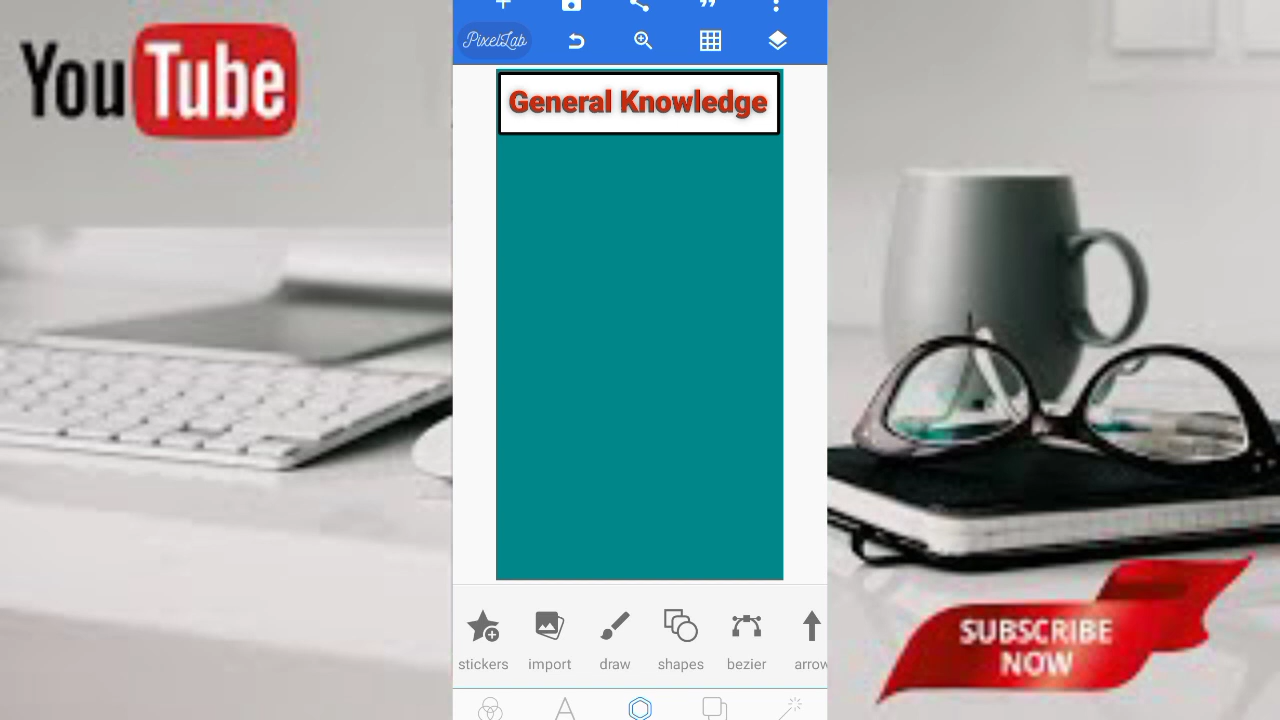 YouTube
PixelLab
General Knowledge
stickers
import
draw
shapes
bezier
arrow
SUBSCRIBE
NOW